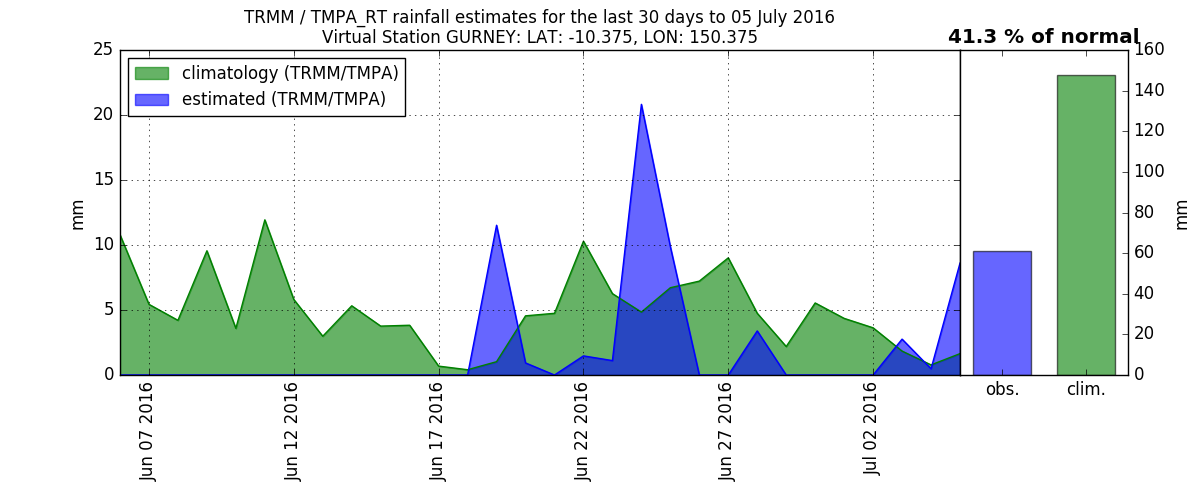 TRMM / TMPA_RT rainfall estimates for the last 30 days to 05 July 2016
Virtual Station GURNEY: LAT: -10.375, LON: 150.375
41.3 % of normal
climatology (TRMM/TMPA)
estimated (TRMM/TMPA)
mm
25
20
15
10
5
0
Jun 07 2016
Jun 12 2016
Jun 17 2016
Jun 22 2016
Jun 27 2016
Jul 02 2016
obs.
clim.
160
140
120
100
80
60
40
20
0
mm